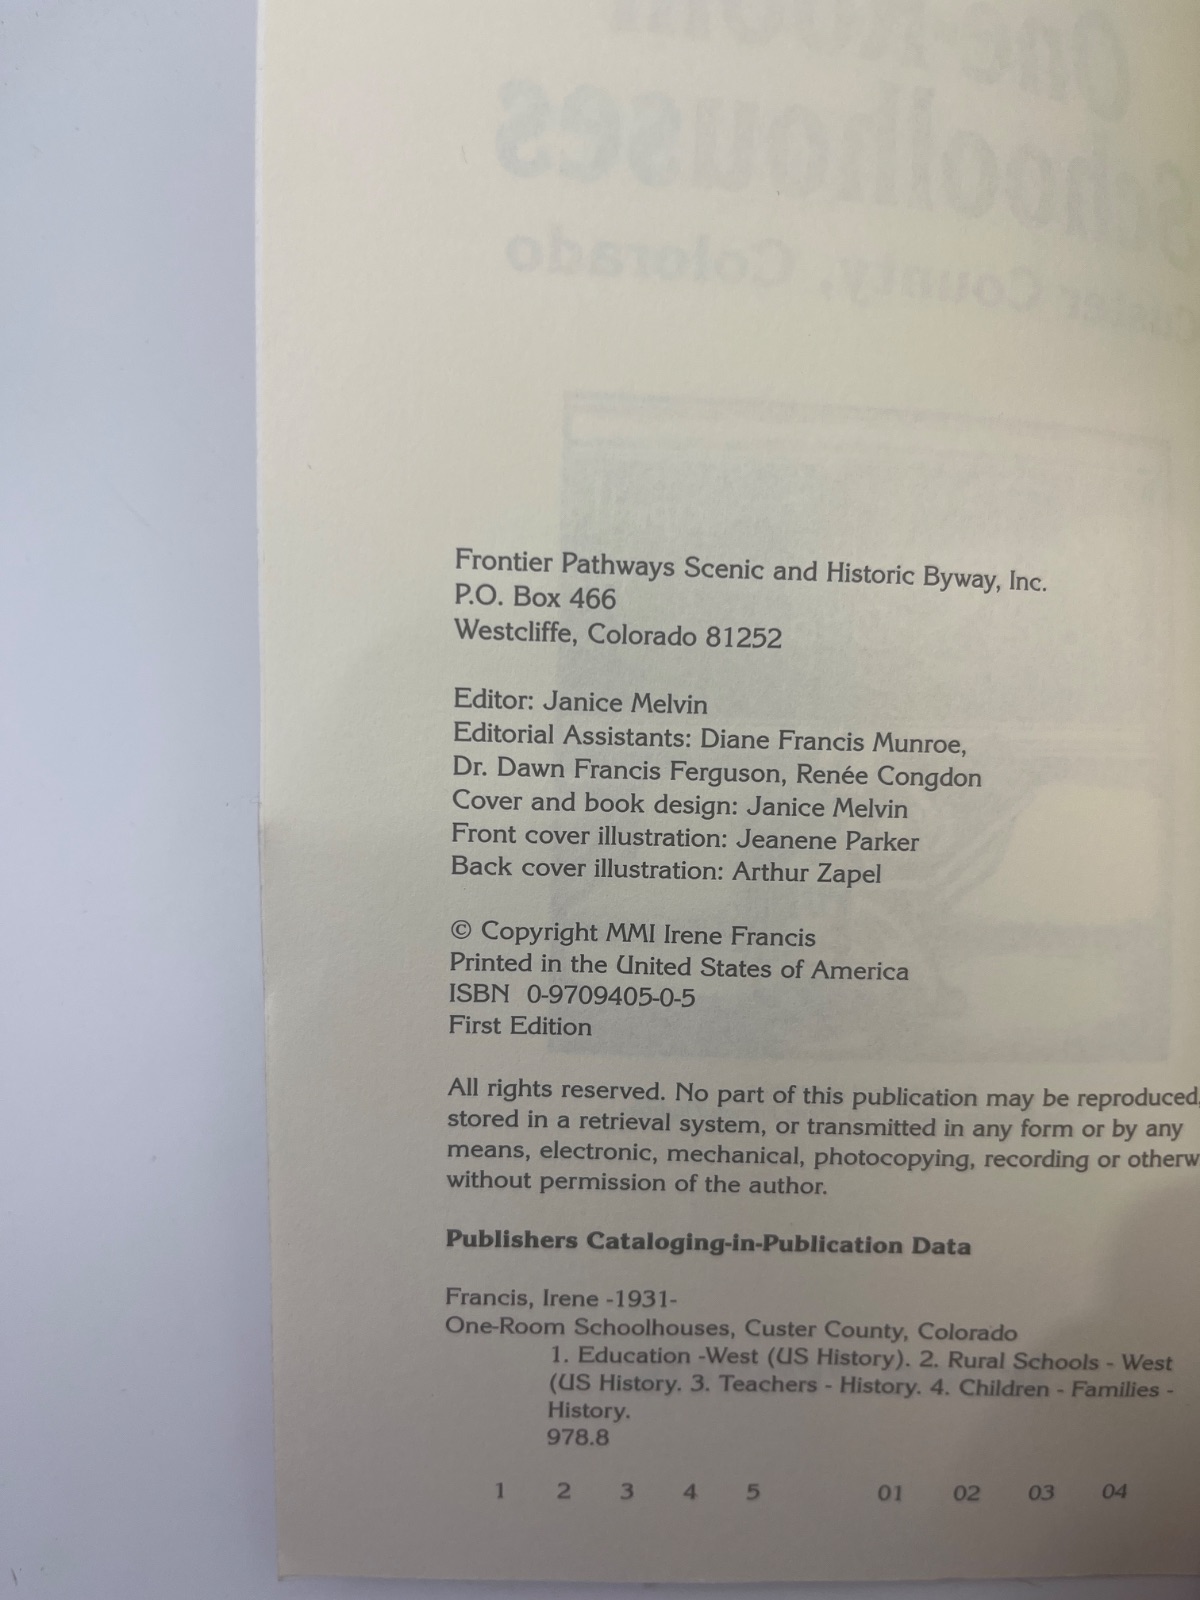 One-Room
Schoolhouses
Custer County, Colorado
Frontier Pathways Scenic and Historic Byway, Inc.
P.O. Box 466
Westcliffe, Colorado 81252
Editor: Janice Melvin
Editorial Assistants: Diane Francis Munroe,
Dr. Dawn Francis Ferguson, Renée Congdon
Cover and book design: Janice Melvin
Front cover illustration: Jeanene Parker
Back cover illustration: Arthur Zapel
© Copyright MMI Irene Francis
Printed in the United States of America
ISBN 0-9709405-0-5
First Edition
All rights reserved. No part of this publication may be reproduced,
stored in a retrieval system, or transmitted in any form or by any
means, electronic, mechanical, photocopying, recording or otherw
without permission of the author.
Publishers Cataloging-in-Publication Data
Francis, Irene -1931-
One-Room Schoolhouses, Custer County, Colorado
1. Education -West (US History). 2. Rural Schools - West
(US History. 3. Teachers - History. 4. Children - Families -
History.
978.8
1 2 3 4 5 01 02 03 04